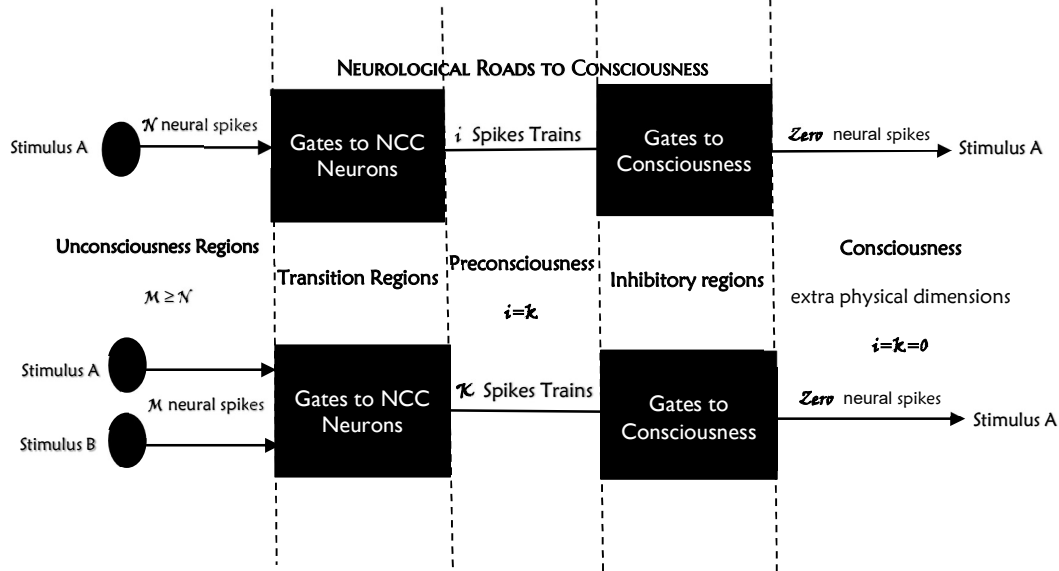 NEUROLOGICAL ROADS TO CONSCIOUSNESS
Stimulus A
N neural spikes
Gates to NCC
Neurons
i Spikes Trains
Gates to
Consciousness
Zero neural spikes
Stimulus A
Unconsciousness Regions
M ≥ N
Transition Regions
Preconsciousness
i=k
Inhibitory regions
Consciousness
extra physical dimensions
i=k=0
Stimulus A
M neural spikes
Stimulus B
Gates to NCC
Neurons
K Spikes Trains
Gates to
Consciousness
Zero neural spikes
Stimulus A